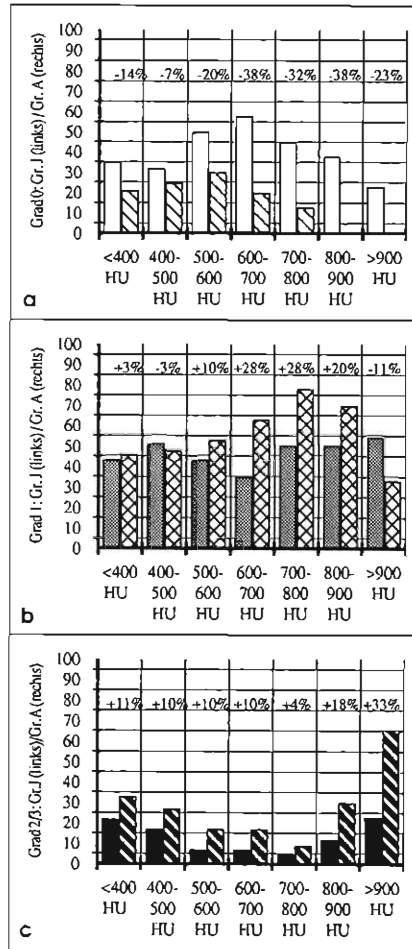 Grad 0: Gr. J (links) / Gr. A (rechts)
100
90
80
70
60
50
40
30
20
10
0
-14% -7% -20% -38% -32% -38% -23%
<400 HU
400-500 HU
500-600 HU
600-700 HU
700-800 HU
800-900 HU
>900 HU
a
Grad 1: Gr. J (links) / Gr. A (rechts)
100
90
80
70
60
50
40
30
20
10
0
+3% -3% +10% +28% +28% +20% -11%
<400 HU
400-500 HU
500-600 HU
600-700 HU
700-800 HU
800-900 HU
>900 HU
b
Grad 2/3: Gr. J (links)/Gr. A (rechts)
100
90
80
70
60
50
40
30
20
10
0
+11% +10% +10% +10% +4% +18% +33%
<400 HU
400-500 HU
500-600 HU
600-700 HU
700-800 HU
800-900 HU
>900 HU
c